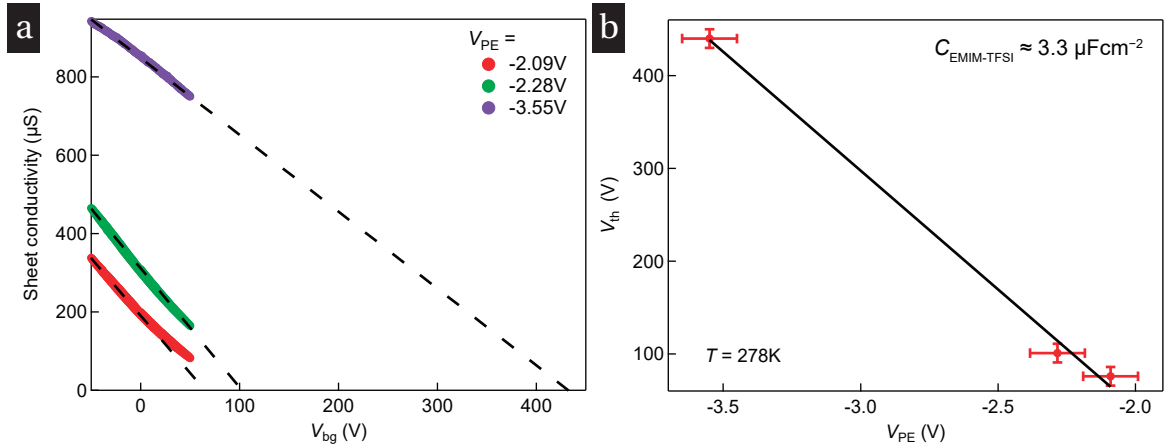 a
V_PE =
-2.09V
-2.28V
-3.55V
800
600
400
200
0
Sheet conductivity (µS)
0
100
200
300
400
V_bg (V)
b
C_EMIM-TFSI ≈ 3.3 µFcm⁻²
400
300
200
100
V_th (V)
T = 278K
-3.5
-3.0
-2.5
-2.0
V_PE (V)